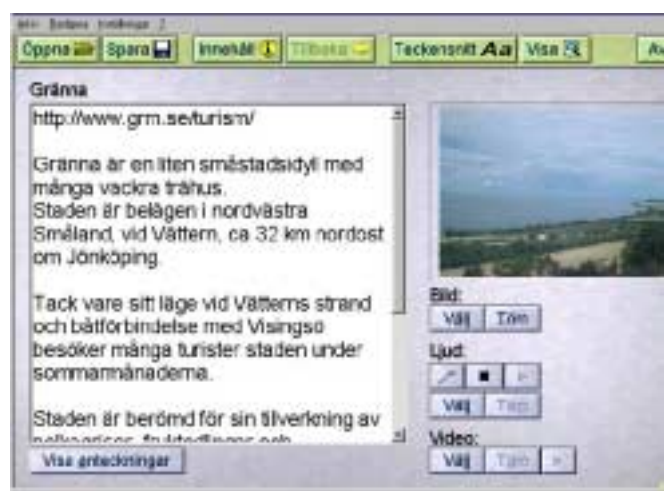 Öppna Spara Innehåll Tillbaka Teckensnitt Aa Visa
Gränna
http://www.grm.se/turism/
Gränna är en liten småstadsidyll med
många vackra trähus.
Staden är belägen i nordvästra
Småland, vid Vättern, ca 32 km nordost
om Jönköping.
Tack vare sitt läge vid Vätterns strand
och båtförbindelse med Visingsö
besöker många turister staden under
sommarmånaderna.
Staden är berömd för sin tillverkning av
Visa anteckningar
Bild:
Välj Töm
Ljud:
Välj Töm
Video:
Välj Töm